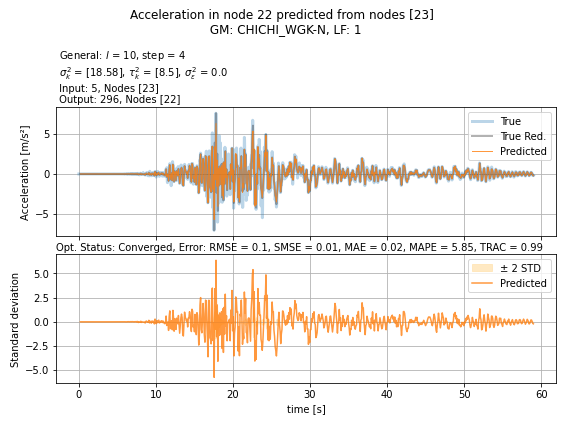 Acceleration in node 22 predicted from nodes [23]
GM: CHICHI_WGK-N, LF: 1
General: l = 10, step = 4
σ²ₖ = [18.58], τ²ₖ = [8.5], σ²ε = 0.0
Input: 5, Nodes [23]
Output: 296, Nodes [22]
Acceleration [m/s²]
5
0
−5
True
True Red.
Predicted
Opt. Status: Converged, Error: RMSE = 0.1, SMSE = 0.01, MAE = 0.02, MAPE = 5.85, TRAC = 0.99
Standard deviation
5.0
2.5
0.0
−2.5
−5.0
± 2 STD
Predicted
0 10 20 30 40 50 60
time [s]